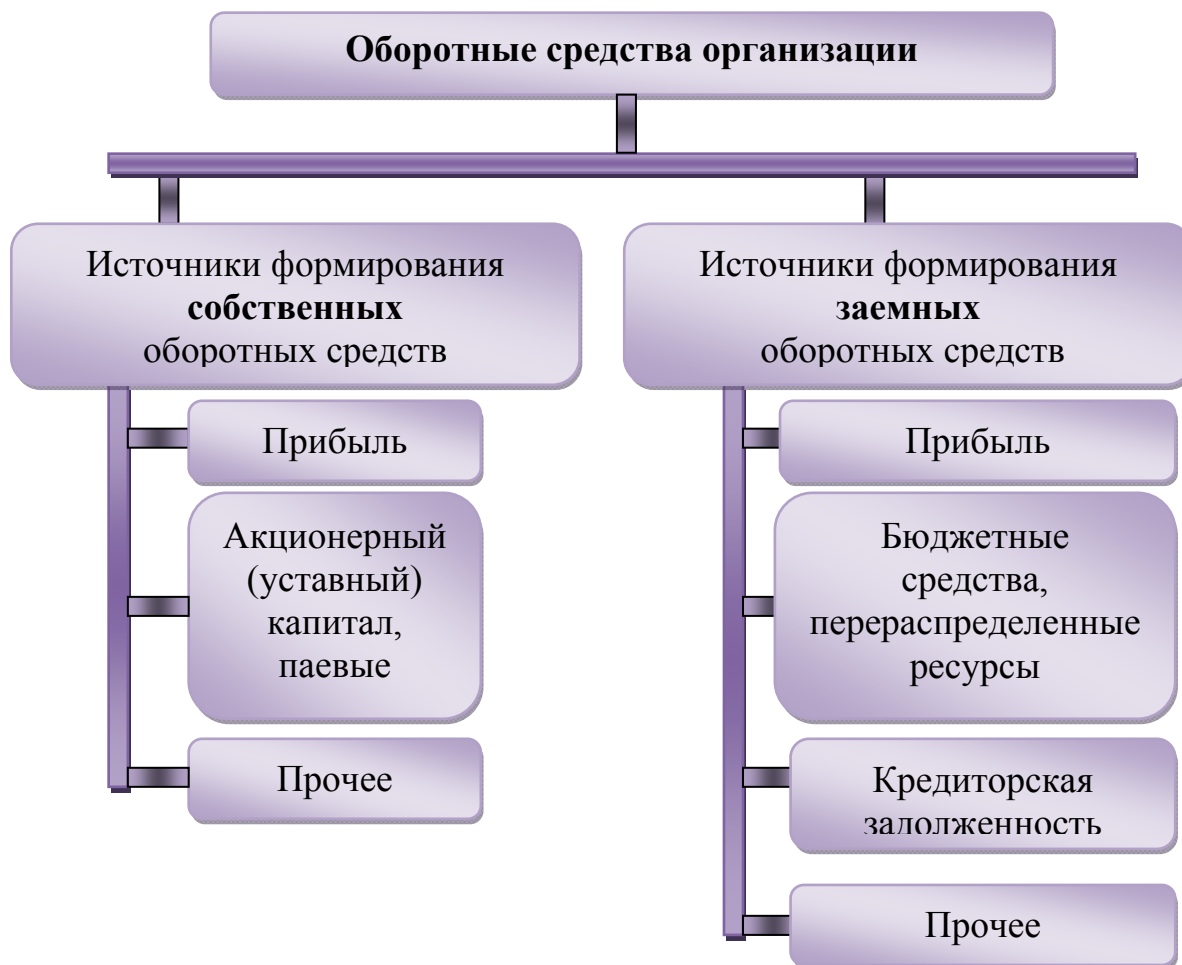 Оборотные средства организации
Источники формирования
собственных
оборотных средств
Прибыль
Акционерный
(уставный)
капитал,
паевые
Прочее
Источники формирования
заемных
оборотных средств
Прибыль
Бюджетные
средства,
перераспределенные
ресурсы
Кредиторская
задолженность
Прочее